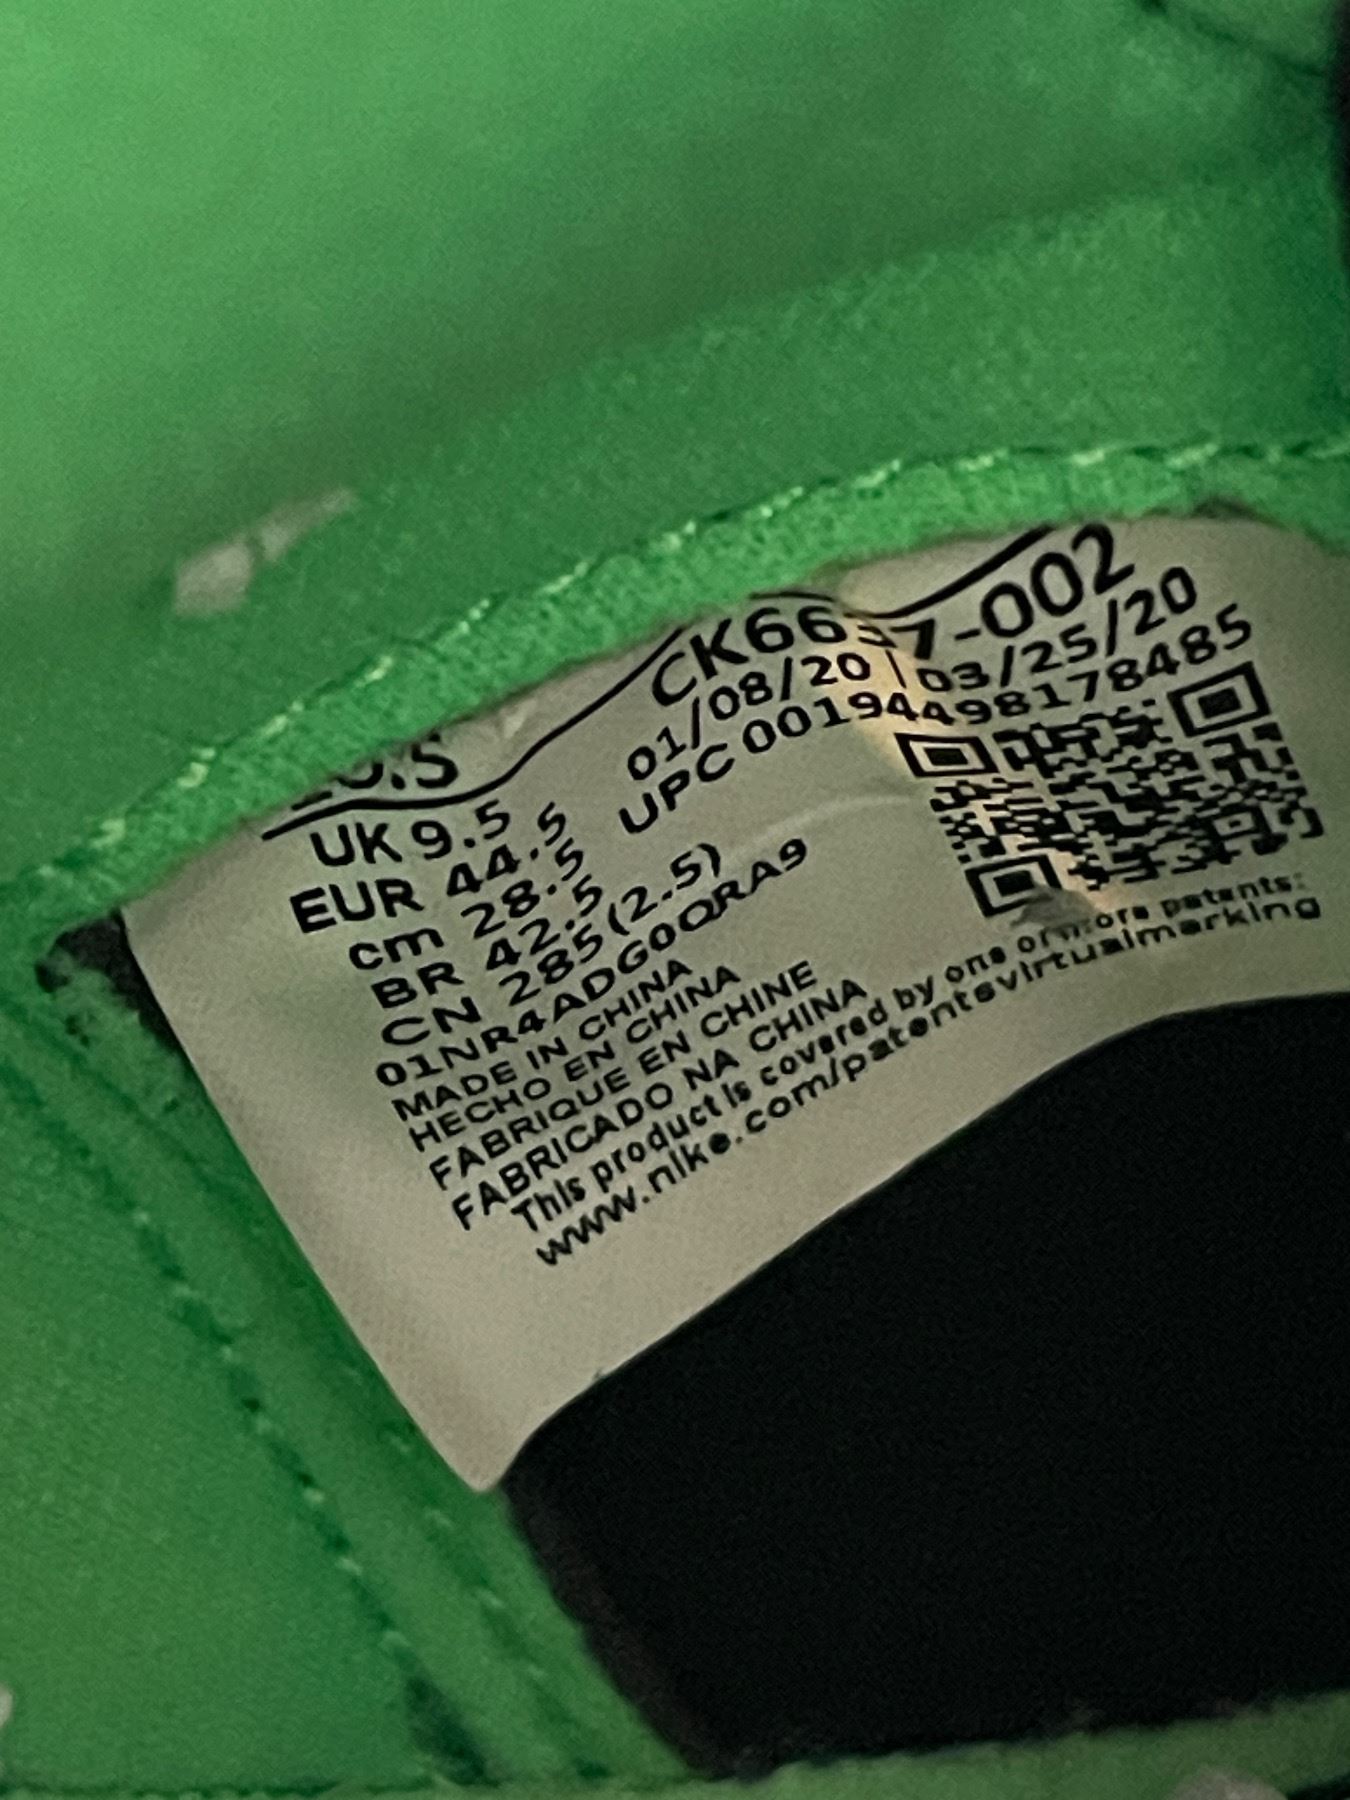 CK6637-002
01/08/20 | 03/25/20
UPC 00194498178485
UK 9.5
EUR 44.5
cm 28.5
BR 42.5
CN 285(2.5)
01NR4ADG0QRA9
MADE IN CHINA
HECHO EN CHINA
FABRIQUE EN CHINE
FABRICADO NA CHINA
This product is covered by one or more patents:
www.nike.com/patentsvirtualmarking